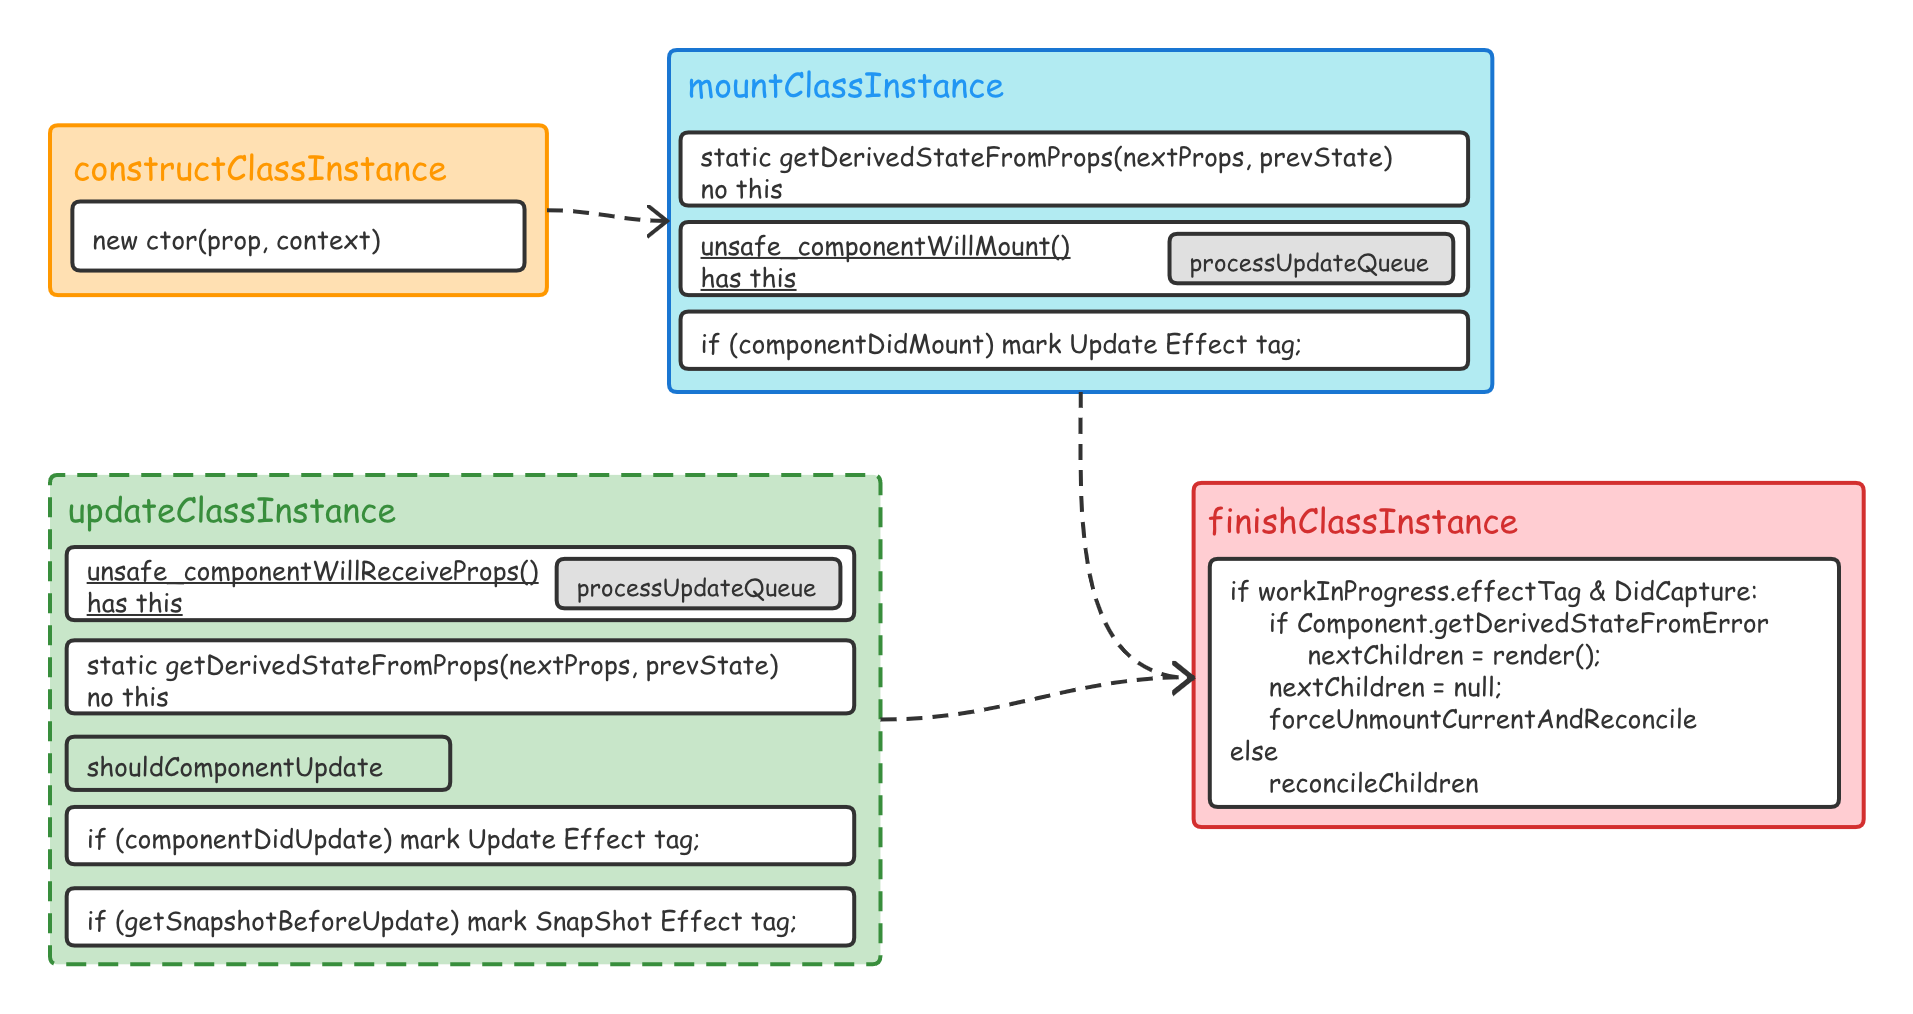 mountClassInstance
static getDerivedStateFromProps(nextProps, prevState)
no this
unsafe_componentWillMount()
has this
processUpdateQueue
if (componentDidMount) mark Update Effect tag;
constructClassInstance
new ctor(prop, context)
updateClassInstance
unsafe_componentWillReceiveProps()
has this
processUpdateQueue
static getDerivedStateFromProps(nextProps, prevState)
no this
shouldComponentUpdate
if (componentDidUpdate) mark Update Effect tag;
if (getSnapshotBeforeUpdate) mark SnapShot Effect tag;
finishClassInstance
if workInProgress.effectTag & DidCapture:
if Component.getDerivedStateFromError
nextChildren = render();
nextChildren = null;
forceUnmountCurrentAndReconcile
else
reconcileChildren